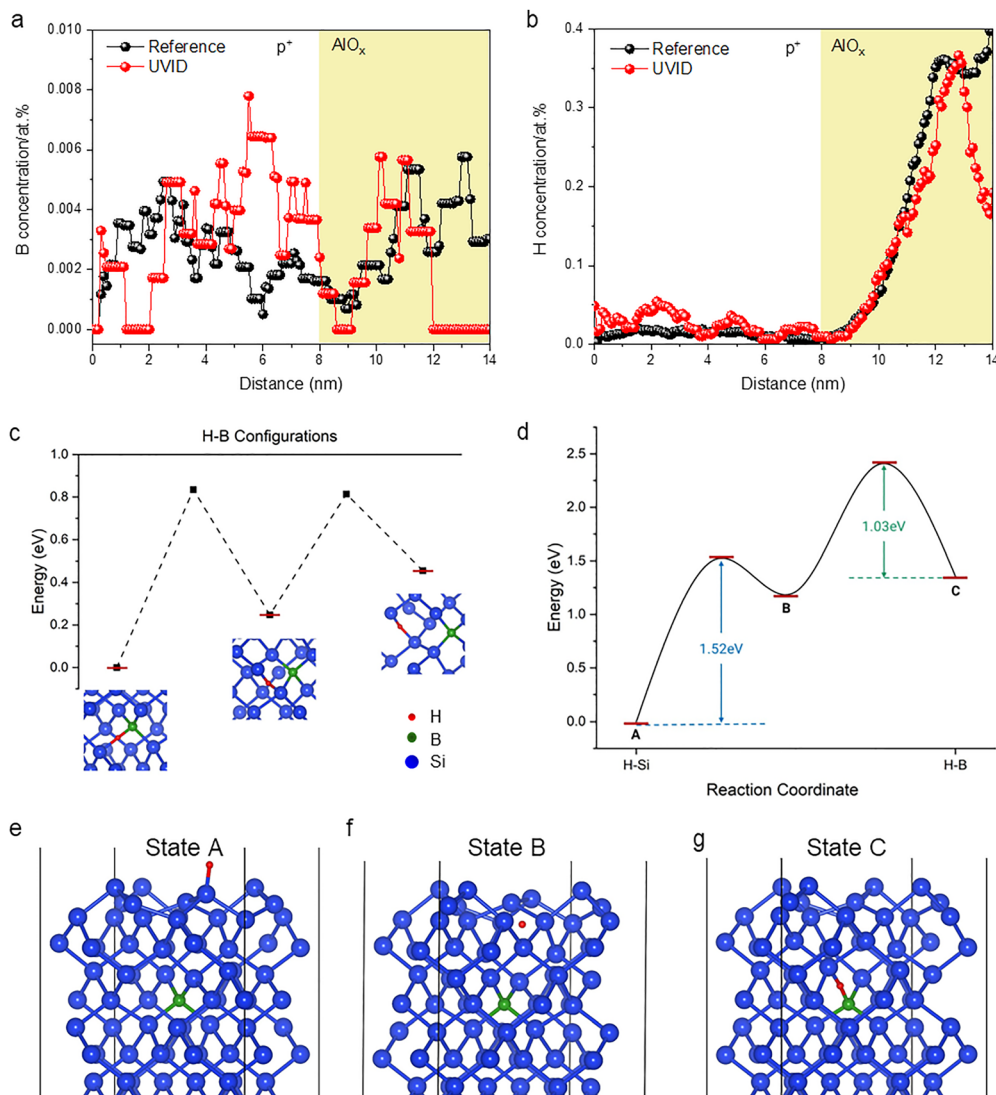 a
0.010
0.008
0.006
0.004
0.002
0.000
B concentration/at.%
Reference
UVID
p+
AlOx
0 2 4 6 8 10 12 14
Distance (nm)
b
0.4
0.3
0.2
0.1
0.0
H concentration/at.%
Reference
UVID
p+
AlOx
0 2 4 6 8 10 12 14
Distance (nm)
c
H-B Configurations
1.0
0.8
0.6
0.4
0.2
0.0
Energy (eV)
H
B
Si
d
2.5
2.0
1.5
1.0
0.5
0.0
Energy (eV)
1.52eV
1.03eV
A
B
C
H-Si H-B
Reaction Coordinate
e
State A
f
State B
g
State C